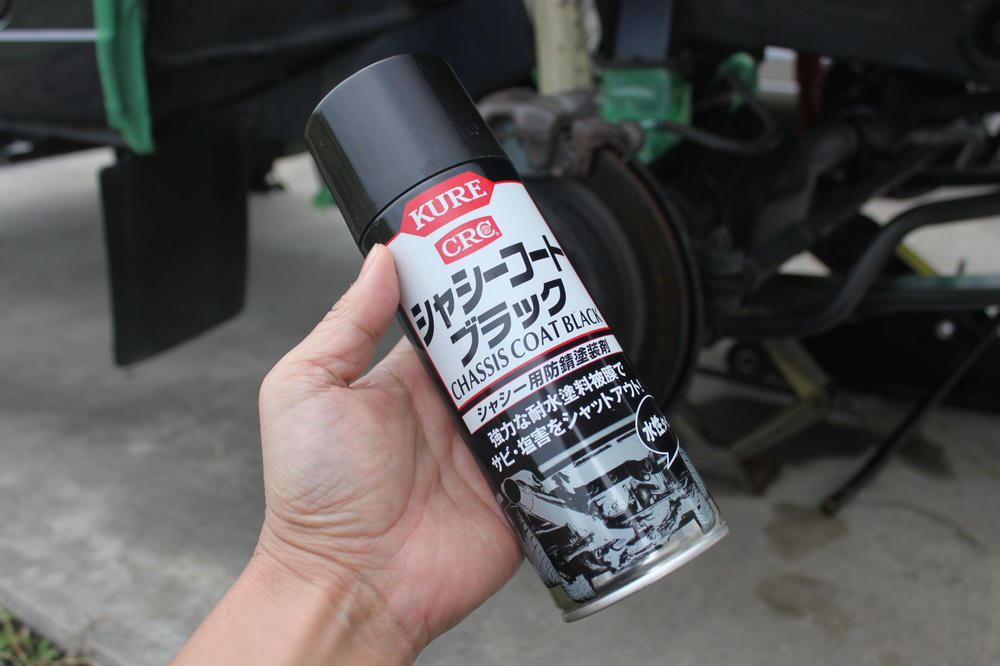 KURE
CRC
シャシーコート
ブラック
CHASSIS COAT BLACK
シャシー用防錆塗装剤
強力な耐水塗料被膜で
サビ・塩害をシャットアウト!
水性